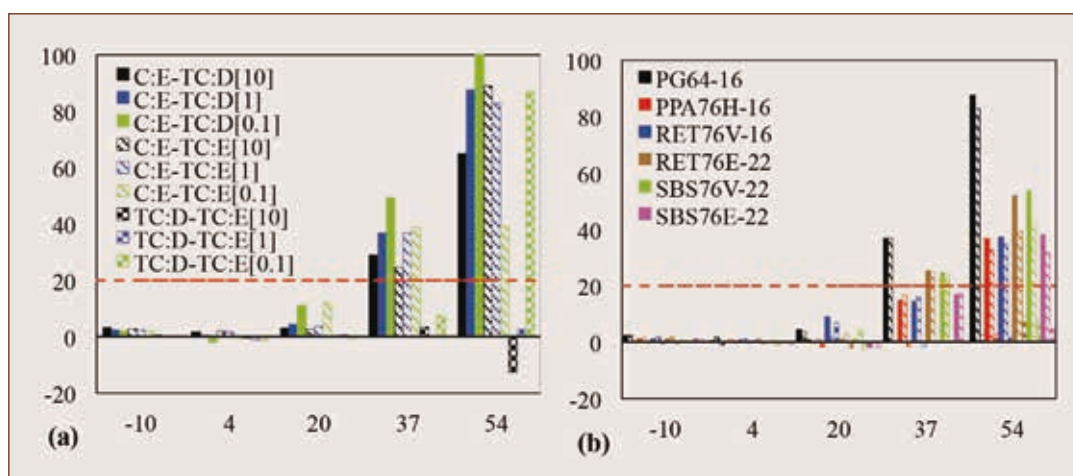 100
80
60
40
20
0
-20
C:E-TC:D[10]
C:E-TC:D[1]
C:E-TC:D[0.1]
C:E-TC:E[10]
C:E-TC:E[1]
C:E-TC:E[0.1]
TC:D-TC:E[10]
TC:D-TC:E[1]
TC:D-TC:E[0.1]
-10 4 20 37 54
(a)
100
80
60
40
20
0
-20
PG64-16
PPA76H-16
RET76V-16
RET76E-22
SBS76V-22
SBS76E-22
-10 4 20 37 54
(b)